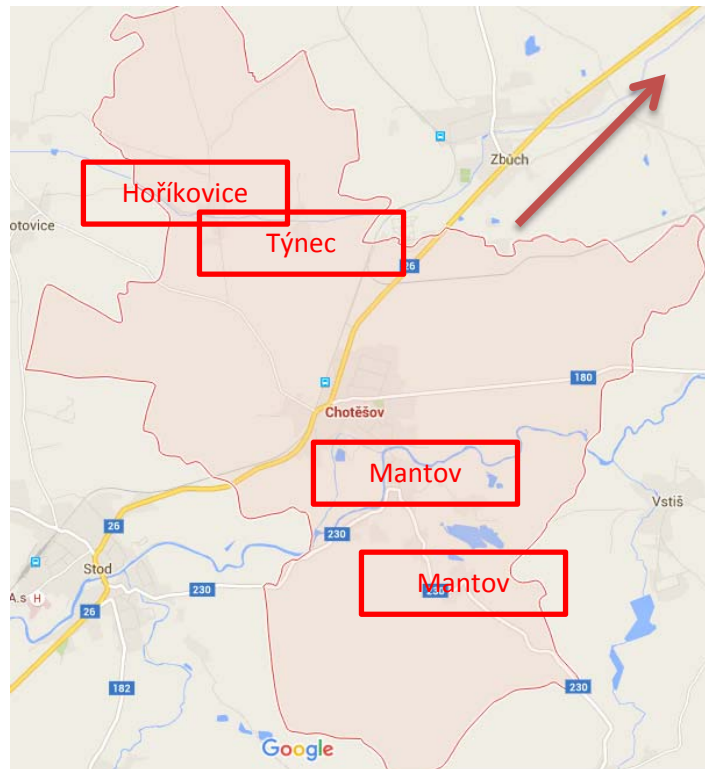 Zbůch
Hoříkovice
otovice
Týnec
26
180
Chotěšov
Mantov
Vstiš
26
230
Stod
230
Mantov
230
A.s H
26
182
230
Google